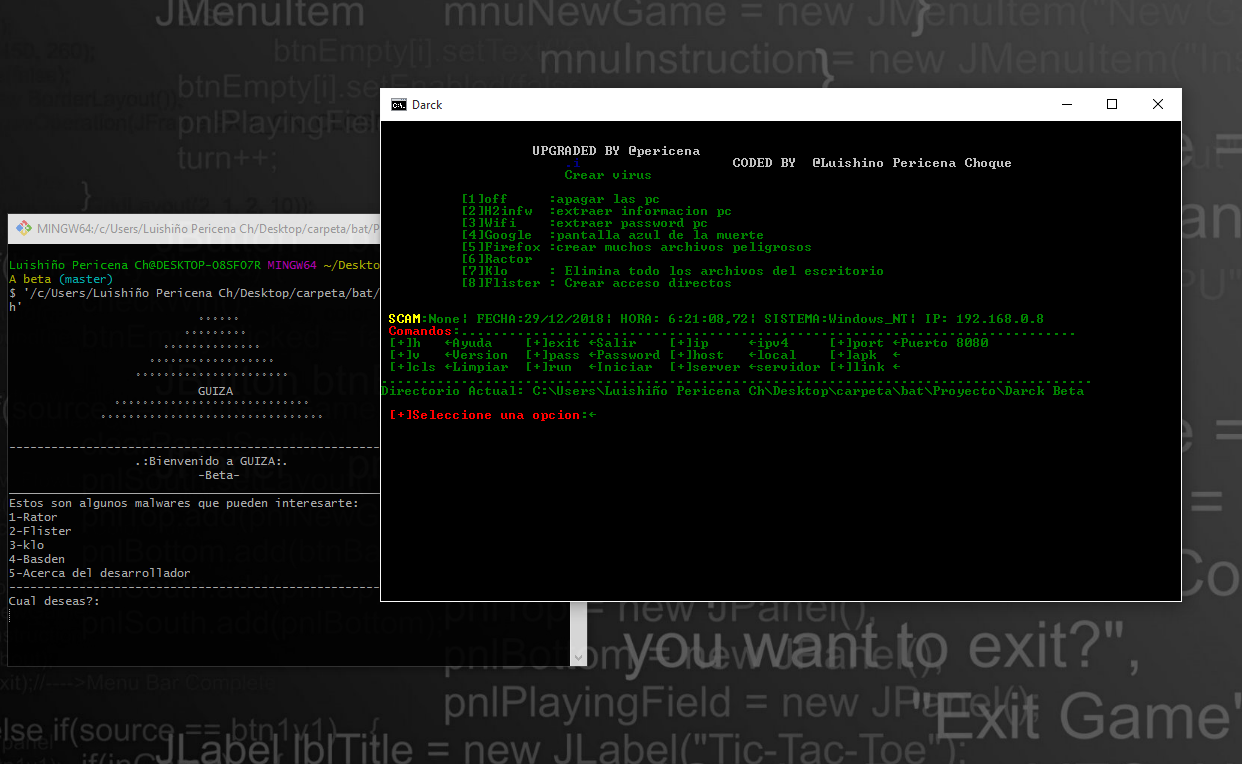 JMenuItem mnuNewGame = new JMenuItem("New G
btnEmpty[i].setText
mnuInstruction = new JMenuItem("Ins
btnEmpty[i].setEnabled(
pnlPlayingFiel
turn++;
}
Darck
UPGRADED BY @pericena
CODED BY @Luishino Pericena Choque
Crear virus
[1]off :apagar las pc
[2]H2infw :extraer informacion pc
[3]Wifi :extraer password pc
[4]Google :pantalla azul de la muerte
[5]Firefox :crear muchos archivos peligrosos
[6]Ractor
[7]Klo : Elimina todo los archivos del escritorio
[8]Flister : Crear acceso directos
SCAM:None| FECHA:29/12/2018| HORA: 6:21:08,72| SISTEMA:Windows_NT| IP: 192.168.0.8
Comandos:
[+]h ←Ayuda [+]exit ←Salir [+]ip ←ipv4 [+]port ←Puerto 8080
[+]v ←Version [+]pass ←Password [+]host ←local [+]apk ←
[+]cls ←Limpiar [+]run ←Iniciar [+]server ←servidor [+]link ←
Directorio Actual: C:\Users\Luishiño Pericena Ch\Desktop\carpeta\bat\Proyecto\Darck Beta
[+]Seleccione una opcion:←
MINGW64:/c/Users/Luishiño Pericena Ch/Desktop/carpeta/bat/P
Luishiño Pericena Ch@DESKTOP-O8SFO7R MINGW64 ~/Deskto
A beta (master)
$ '/c/Users/Luishiño Pericena Ch/Desktop/carpeta/bat/
h'
GUIZA
.:Bienvenido a GUIZA:.
-Beta-
Estos son algunos malwares que pueden interesarte:
1-Rator
2-Flister
3-klo
4-Basden
5-Acerca del desarrollador
Cual deseas?:
= new JPanel();
you want to exit?",
pnlBottom = new JPanel();
xit);//---->Menu Bar Complete
pnlPlayingField = new JPanel();
"Exit Game"
else if(source == btn1v1) {
JLabel lblTitle = new JLabel("Tic-Tac-Toe");